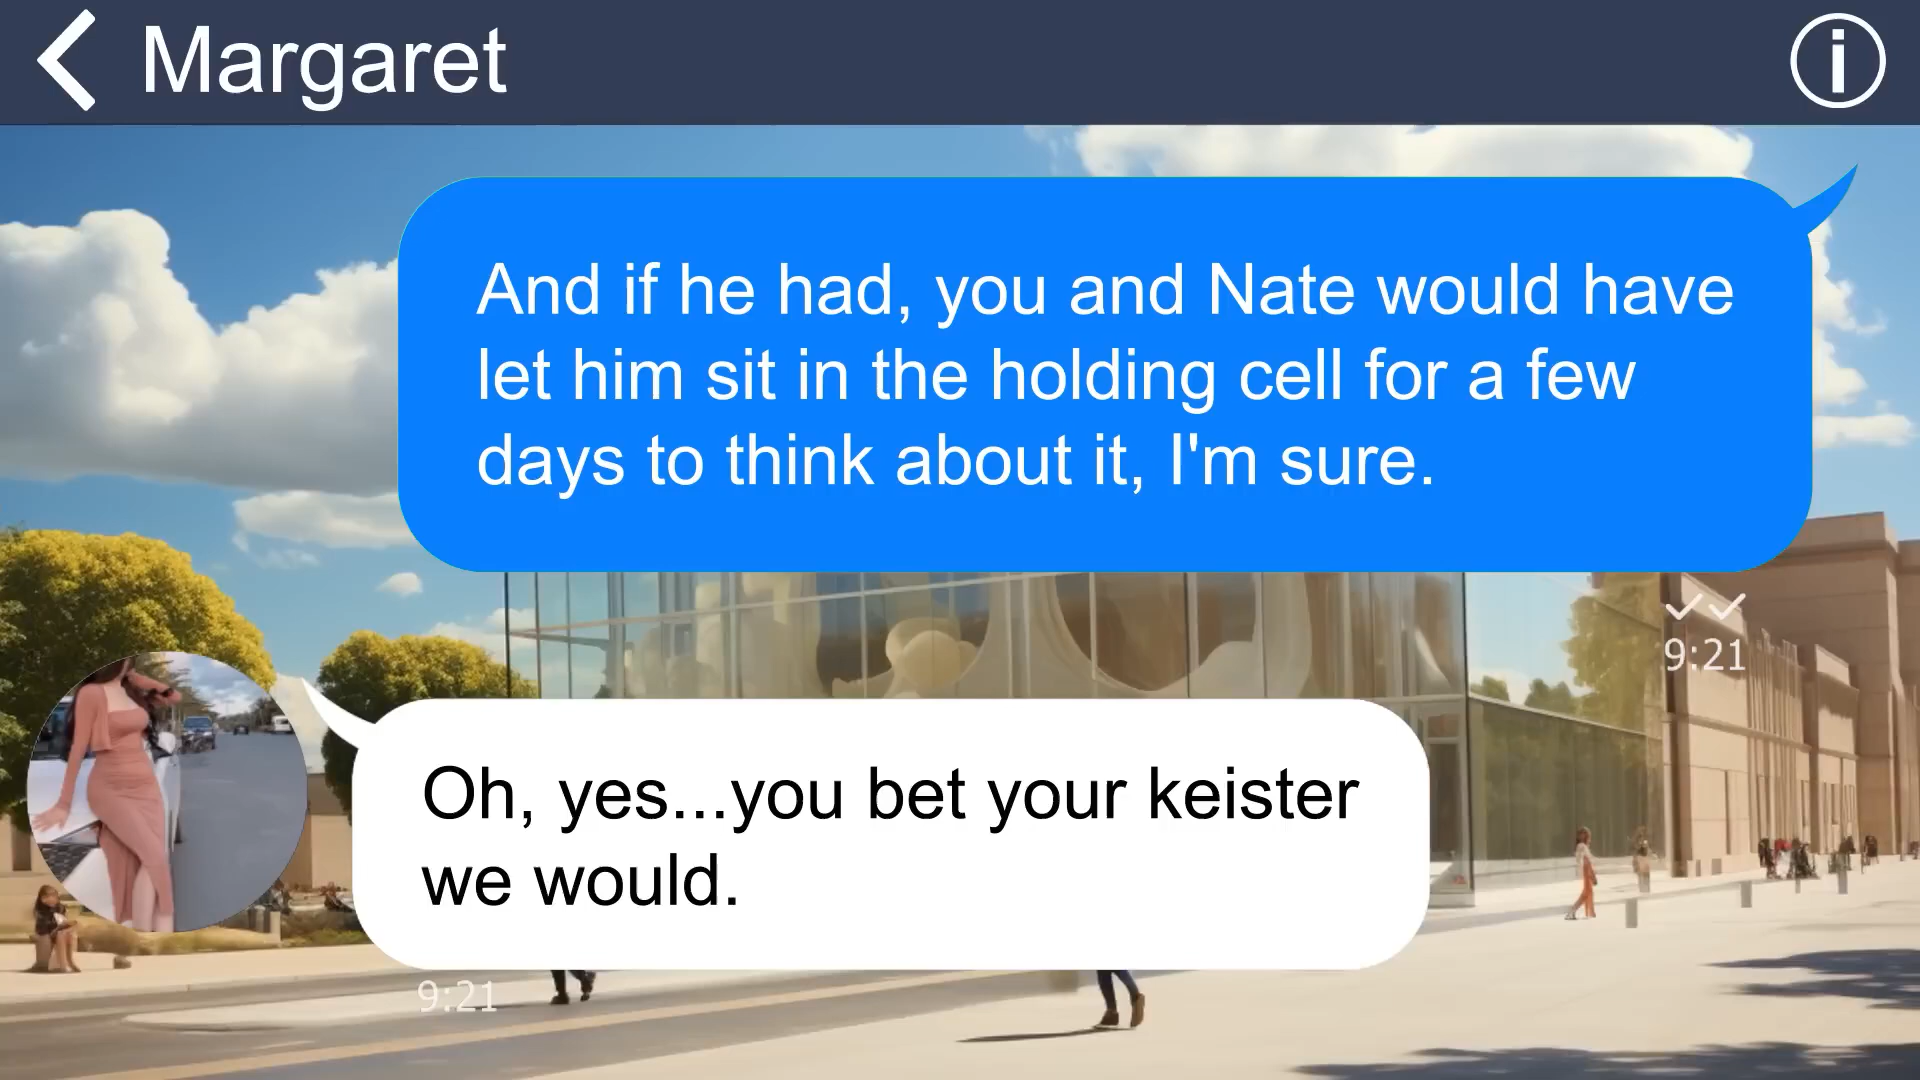 Margaret
And if he had, you and Nate would have
let him sit in the holding cell for a few
days to think about it, I'm sure.
9:21
Oh, yes...you bet your keister
we would.
9:21